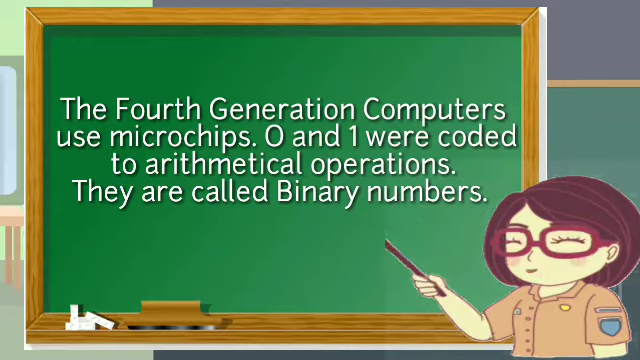 The Fourth Generation Computers
use microchips. 0 and 1 were coded
to arithmetical operations.
They are called Binary numbers.